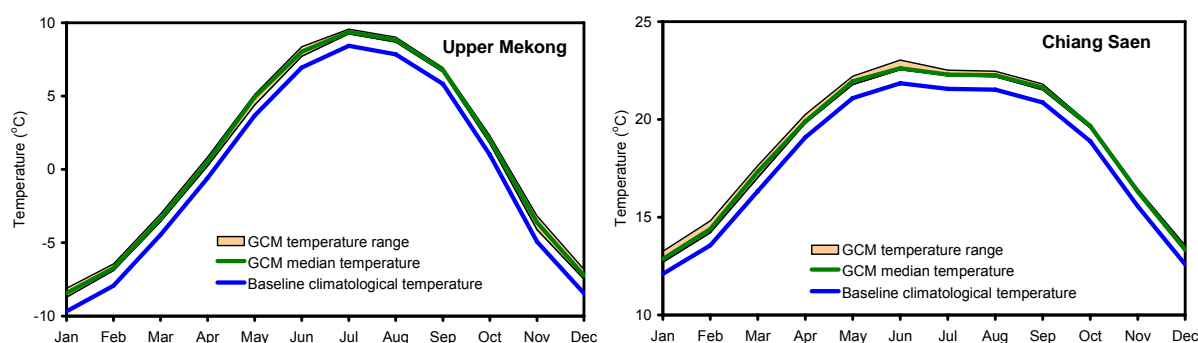 Upper Mekong
Temperature (°C)
10
5
0
-5
-10
GCM temperature range
GCM median temperature
Baseline climatological temperature
Jan Feb Mar Apr May Jun Jul Aug Sep Oct Nov Dec
Chiang Saen
Temperature (°C)
25
20
15
10
GCM temperature range
GCM median temperature
Baseline climatological temperature
Jan Feb Mar Apr May Jun Jul Aug Sep Oct Nov Dec